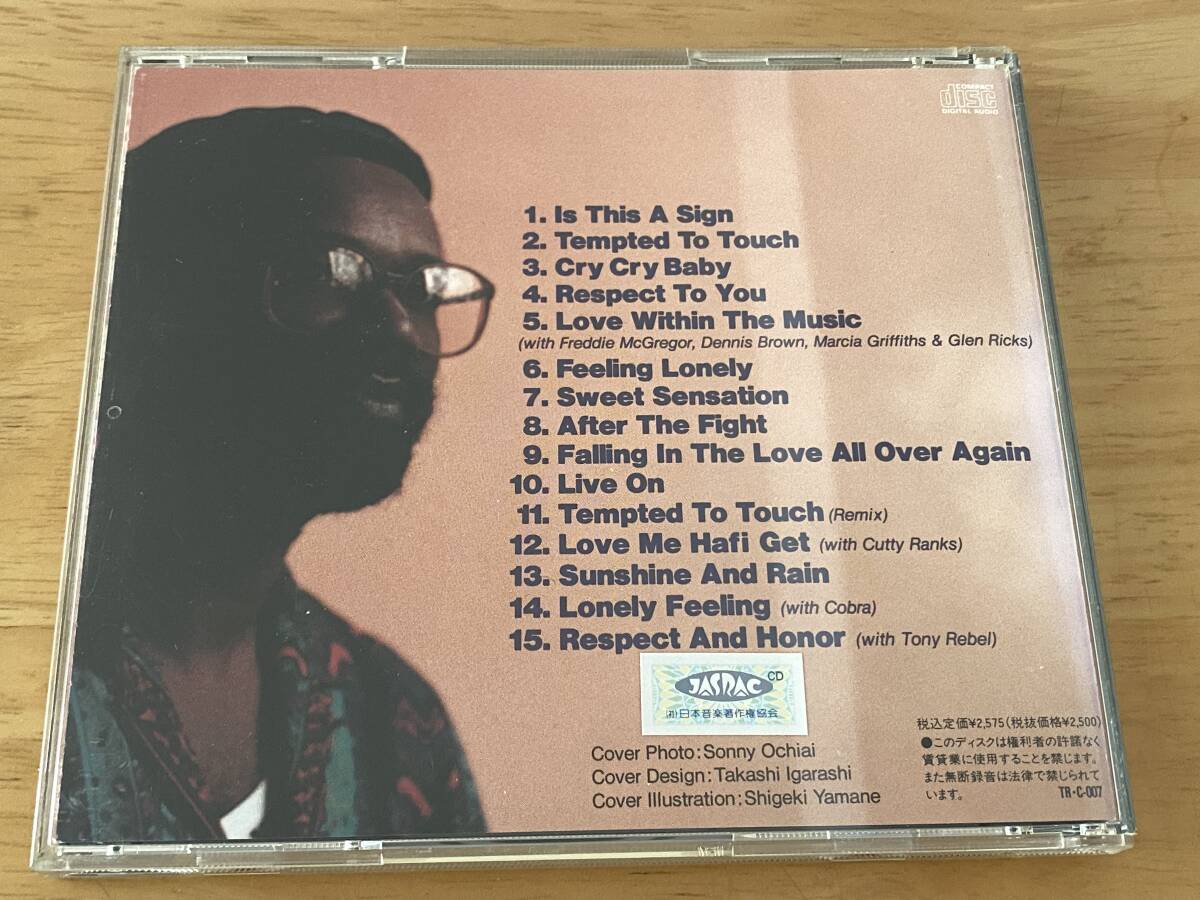 COMPACT
disc
DIGITAL AUDIO
1. Is This A Sign
2. Tempted To Touch
3. Cry Cry Baby
4. Respect To You
5. Love Within The Music
(with Freddie McGregor, Dennis Brown, Marcia Griffiths & Glen Ricks)
6. Feeling Lonely
7. Sweet Sensation
8. After The Fight
9. Falling In The Love All Over Again
10. Live On
11. Tempted To Touch (Remix)
12. Love Me Hafi Get (with Cutty Ranks)
13. Sunshine And Rain
14. Lonely Feeling (with Cobra)
15. Respect And Honor (with Tony Rebel)
JASRAC CD
(社)日本音楽著作権協会
Cover Photo:Sonny Ochiai
Cover Design:Takashi Igarashi
Cover Illustration:Shigeki Yamane
税込定価¥2,575(税抜価格¥2,500)
●このディスクは権利者の許諾なく
賃貸業に使用することを禁じます。
また無断録音は法律で禁じられて
います。 TR・C-007